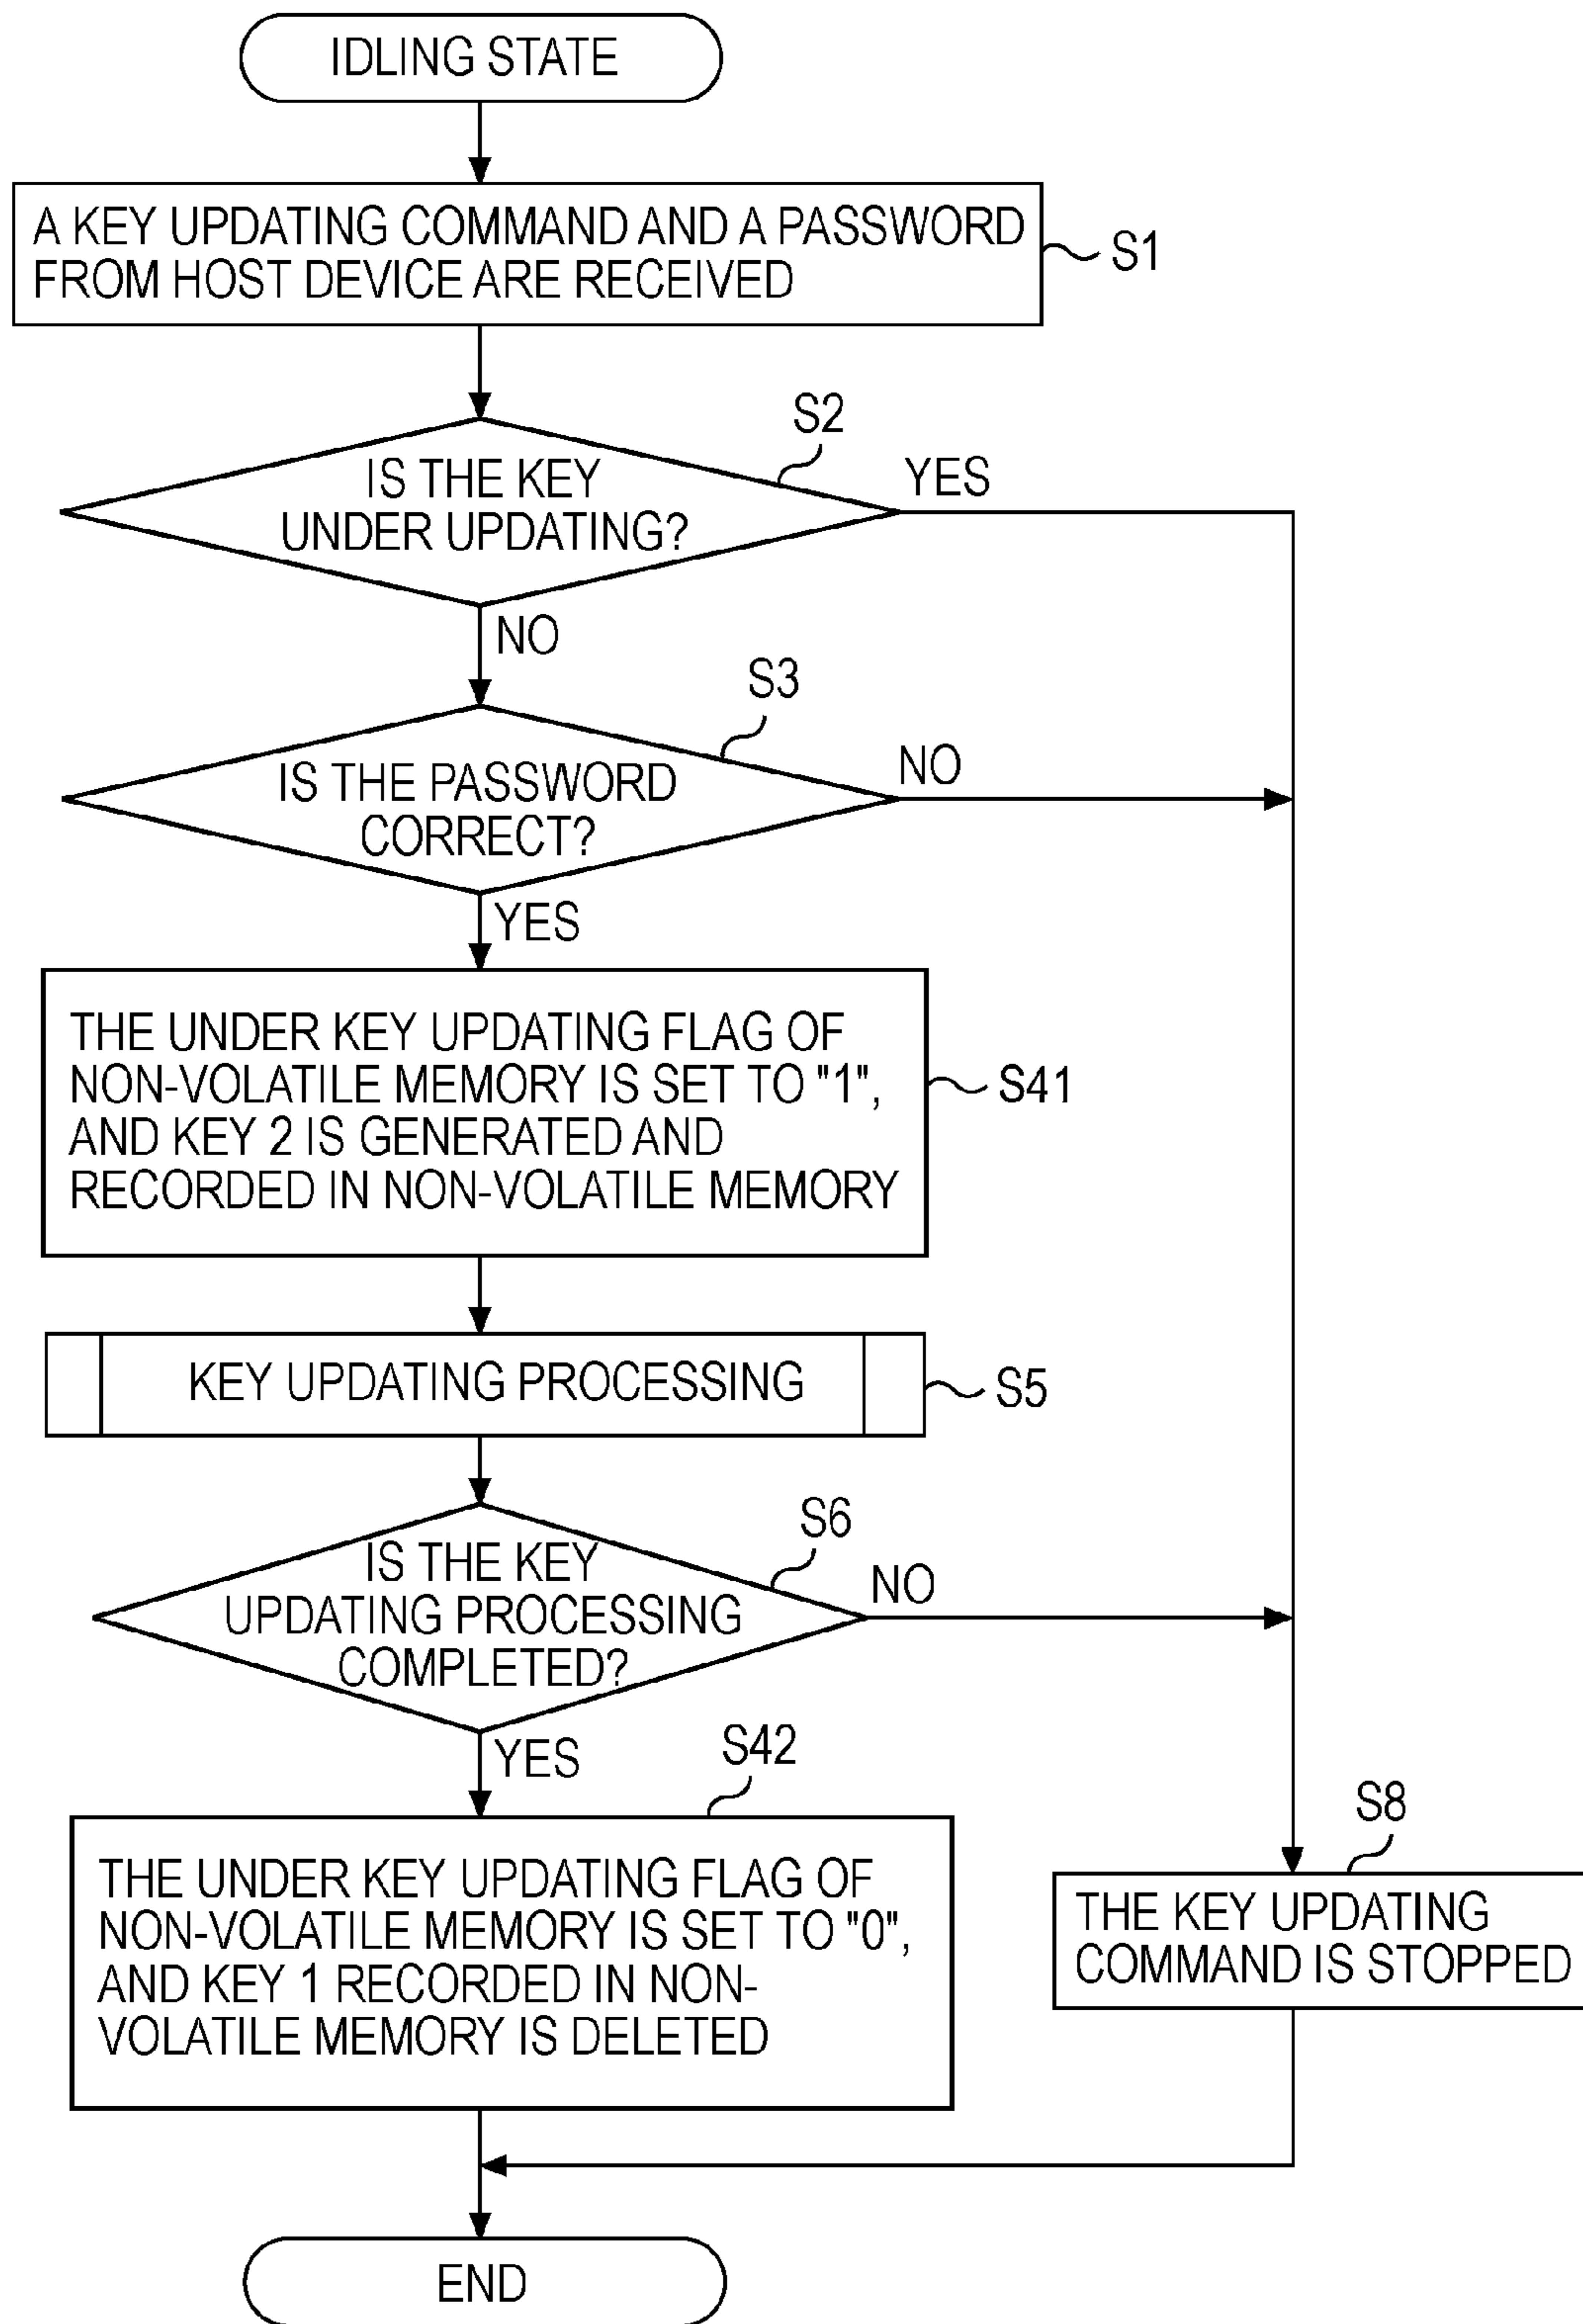 IDLING STATE
A KEY UPDATING COMMAND AND A PASSWORD
FROM HOST DEVICE ARE RECEIVED
S1
S2
IS THE KEY
UNDER UPDATING?
YES
NO
S3
IS THE PASSWORD
CORRECT?
NO
YES
THE UNDER KEY UPDATING FLAG OF
NON-VOLATILE MEMORY IS SET TO "1",
AND KEY 2 IS GENERATED AND
RECORDED IN NON-VOLATILE MEMORY
S41
KEY UPDATING PROCESSING
S5
S6
IS THE KEY
UPDATING PROCESSING
COMPLETED?
NO
YES
S42
THE UNDER KEY UPDATING FLAG OF
NON-VOLATILE MEMORY IS SET TO "0",
AND KEY 1 RECORDED IN NON-
VOLATILE MEMORY IS DELETED
S8
THE KEY UPDATING
COMMAND IS STOPPED
END